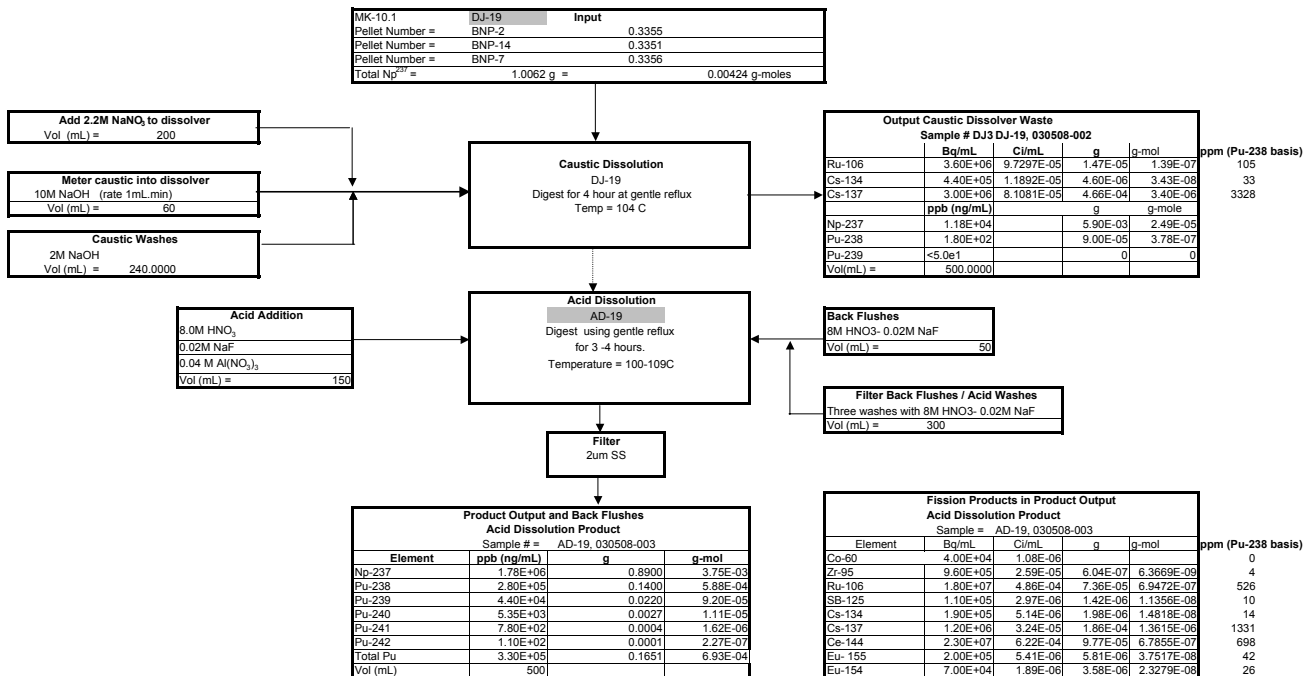 MK-10.1 DJ-19 Input
Pellet Number = BNP-2 0.3355
Pellet Number = BNP-14 0.3351
Pellet Number = BNP-7 0.3356
Total Np237 = 1.0062 g = 0.00424 g-moles
Add 2.2M NaNO3 to dissolver
Vol (mL) = 200
Meter caustic into dissolver
10M NaOH (rate 1mL.min)
Vol (mL) = 60
Caustic Washes
2M NaOH
Vol (mL) = 240.0000
Caustic Dissolution
DJ-19
Digest for 4 hour at gentle reflux
Temp = 104 C
Output Caustic Dissolver Waste
Sample # DJ3 DJ-19, 030508-002
Bq/mL Ci/mL g g-mol ppm (Pu-238 basis)
Ru-106 3.60E+06 9.7297E-05 1.47E-05 1.39E-07 105
Cs-134 4.40E+05 1.1892E-05 4.60E-06 3.43E-08 33
Cs-137 3.00E+06 8.1081E-05 4.66E-04 3.40E-06 3328
ppb (ng/mL) g g-mole
Np-237 1.18E+04 5.90E-03 2.49E-05
Pu-238 1.80E+02 9.00E-05 3.78E-07
Pu-239 <5.0e1 0 0
Vol(mL) = 500.0000
Acid Addition
8.0M HNO3
0.02M NaF
0.04 M Al(NO3)3
Vol (mL) = 150
Acid Dissolution
AD-19
Digest using gentle reflux
for 3 -4 hours.
Temperature = 100-109C
Back Flushes
8M HNO3- 0.02M NaF
Vol (mL) = 50
Filter Back Flushes / Acid Washes
Three washes with 8M HNO3- 0.02M NaF
Vol (mL) = 300
Filter
2um SS
Product Output and Back Flushes
Acid Dissolution Product
Sample # = AD-19, 030508-003
Element ppb (ng/mL) g g-mol
Np-237 1.78E+06 0.8900 3.75E-03
Pu-238 2.80E+05 0.1400 5.88E-04
Pu-239 4.40E+04 0.0220 9.20E-05
Pu-240 5.35E+03 0.0027 1.11E-05
Pu-241 7.80E+02 0.0004 1.62E-06
Pu-242 1.10E+02 0.0001 2.27E-07
Total Pu 3.30E+05 0.1651 6.93E-04
Vol (mL) 500
Fission Products in Product Output
Acid Dissolution Product
Sample = AD-19, 030508-003
Element Bq/mL Ci/mL g g-mol ppm (Pu-238 basis)
Co-60 4.00E+04 1.08E-06 0
Zr-95 9.60E+05 2.59E-05 6.04E-07 6.3669E-09 4
Ru-106 1.80E+07 4.86E-04 7.36E-05 6.9472E-07 526
SB-125 1.10E+05 2.97E-06 1.42E-06 1.1356E-08 10
Cs-134 1.90E+05 5.14E-06 1.98E-06 1.4818E-08 14
Cs-137 1.20E+06 3.24E-05 1.86E-04 1.3615E-06 1331
Ce-144 2.30E+07 6.22E-04 9.77E-05 6.7855E-07 698
Eu- 155 2.00E+05 5.41E-06 5.81E-06 3.7517E-08 42
Eu-154 7.00E+04 1.89E-06 3.58E-06 2.3279E-08 26